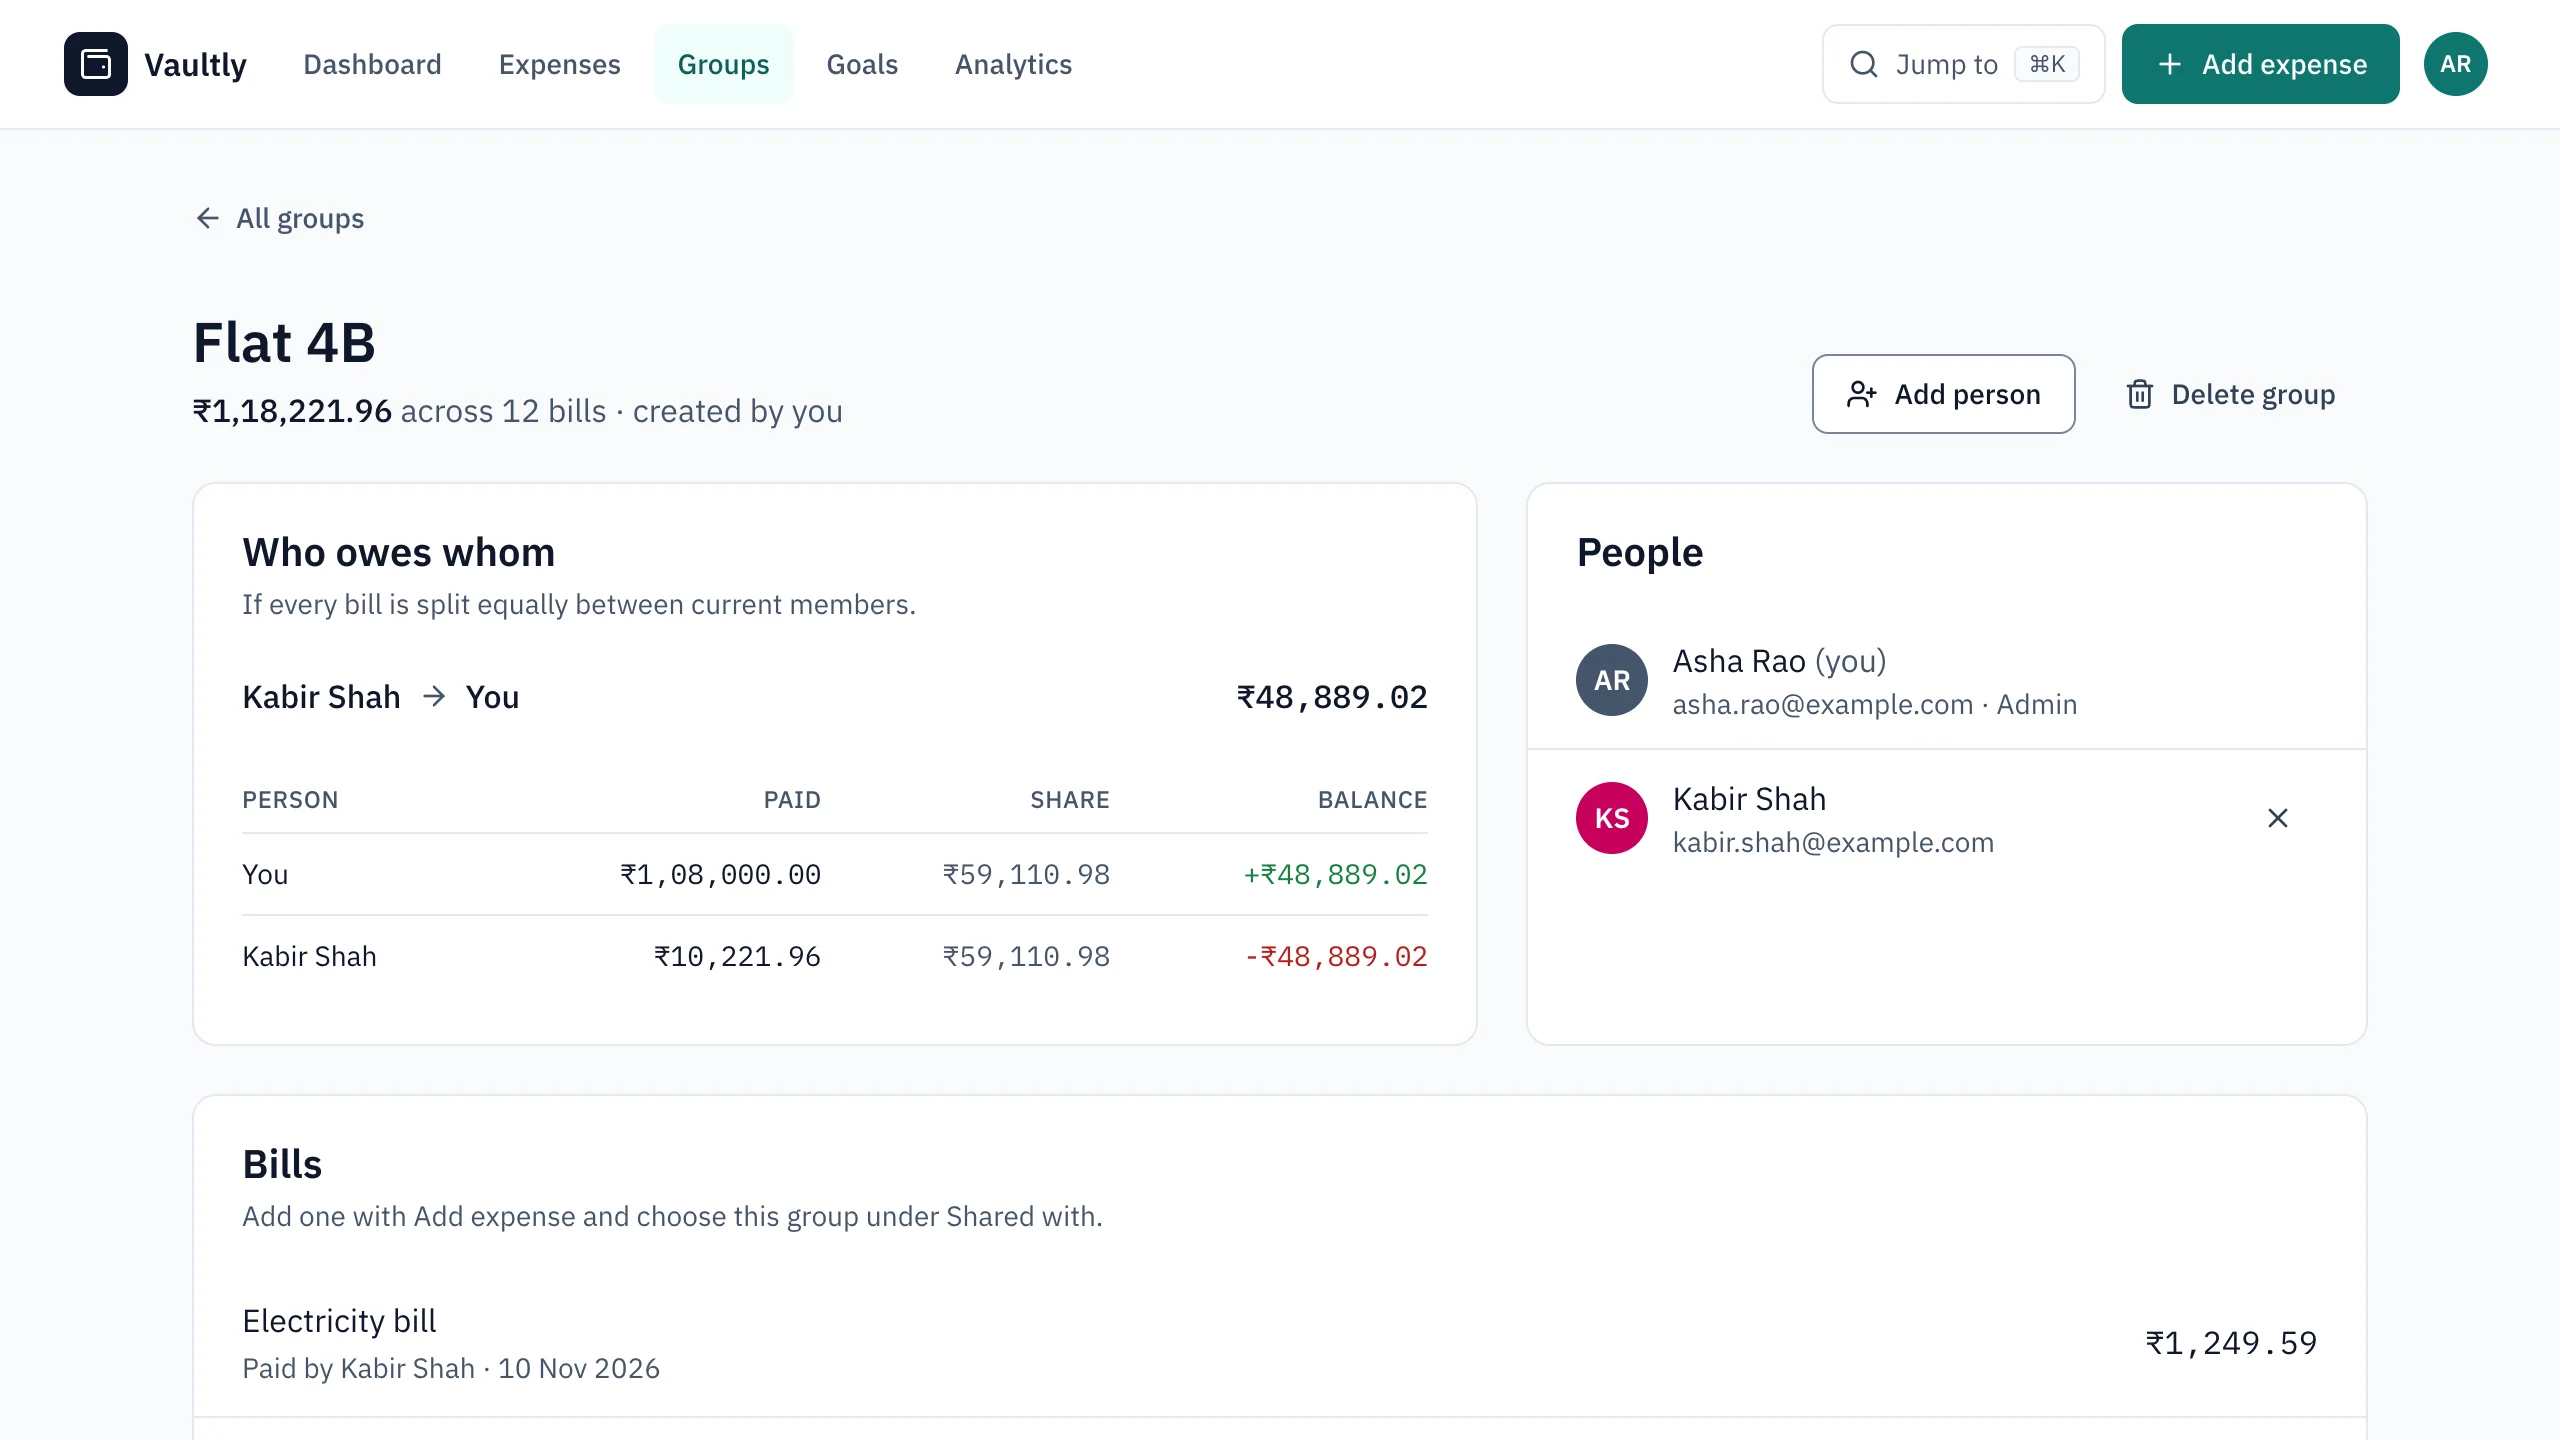 Vaultly Dashboard Expenses Groups Goals Analytics Jump to ⌘K + Add expense AR
← All groups
Flat 4B
₹1,18,221.96 across 12 bills · created by you
Add person Delete group
Who owes whom
If every bill is split equally between current members.
Kabir Shah → You ₹48,889.02
PERSON PAID SHARE BALANCE
You ₹1,08,000.00 ₹59,110.98 +₹48,889.02
Kabir Shah ₹10,221.96 ₹59,110.98 -₹48,889.02
People
AR Asha Rao (you)
asha.rao@example.com · Admin
KS Kabir Shah
kabir.shah@example.com
Bills
Add one with Add expense and choose this group under Shared with.
Electricity bill
₹1,249.59
Paid by Kabir Shah · 10 Nov 2026